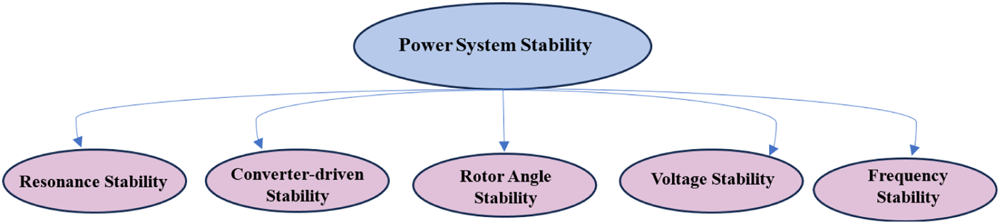 Power System Stability
Resonance Stability
Converter-driven
Stability
Rotor Angle
Stability
Voltage Stability
Frequency
Stability